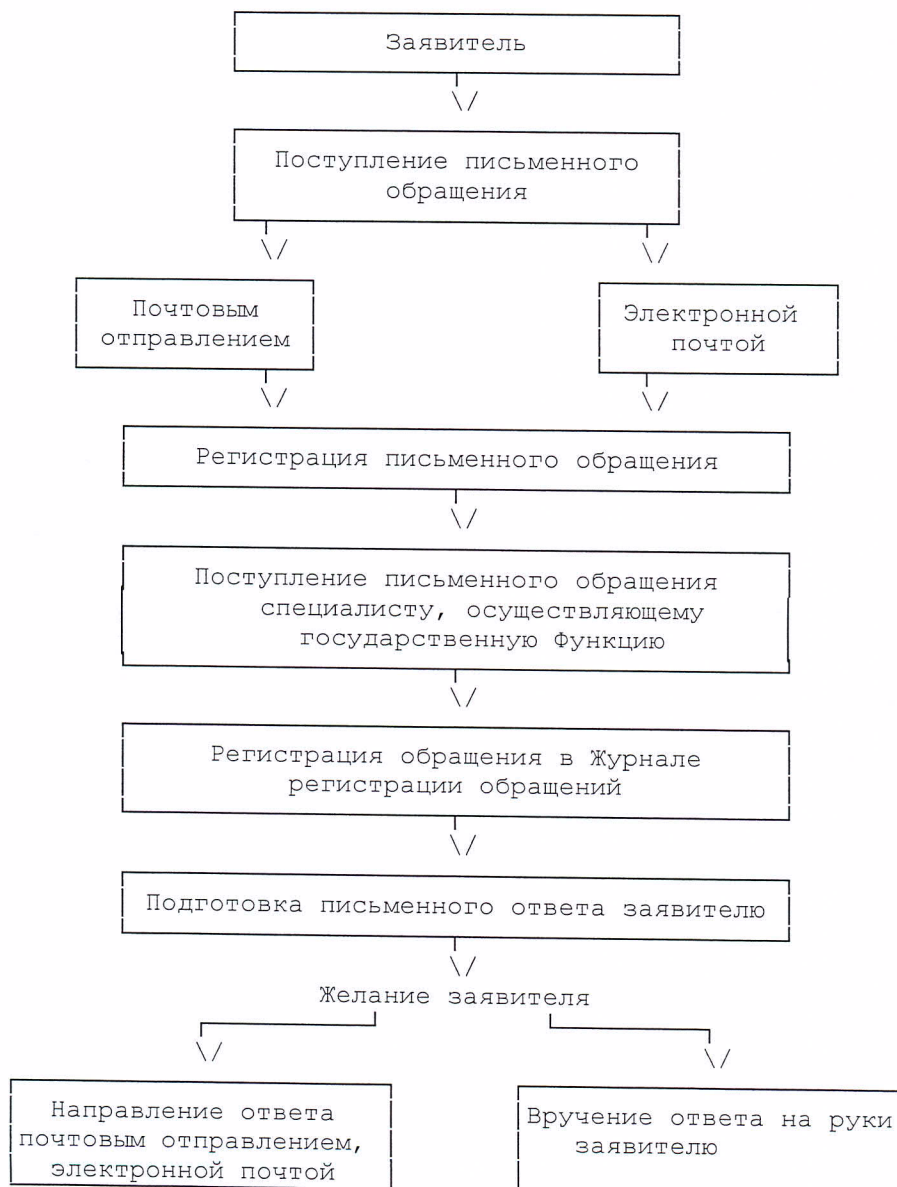 Заявитель
Поступление письменного
обращения
Почтовым
отправлением
Электронной
почтой
Регистрация письменного обращения
Поступление письменного обращения
специалисту, осуществляющему
государственную Функцию
Регистрация обращения в Журнале
регистрации обращений
Подготовка письменного ответа заявителю
Желание заявителя
Направление ответа
почтовым отправлением,
электронной почтой
Вручение ответа на руки
заявителю